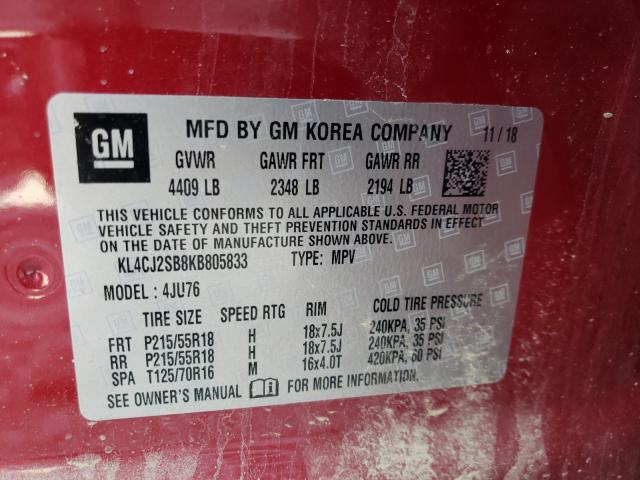 GM MFD BY GM KOREA COMPANY 11 / 18
GVWR GAWR FRT GAWR RR
4409 LB 2348 LB 2194 LB
THIS VEHICLE CONFORMS TO ALL APPLICABLE U.S. FEDERAL MOTOR
VEHICLE SAFETY AND THEFT PREVENTION STANDARDS IN EFFECT
ON THE DATE OF MANUFACTURE SHOWN ABOVE.
KL4CJ2SB8KB805833 TYPE: MPV
MODEL : 4JU76
TIRE SIZE SPEED RTG RIM COLD TIRE PRESSURE
FRT P215/55R18 H 18x7.5J 240KPA, 35 PSI
RR P215/55R18 H 18x7.5J 240KPA, 35 PSI
SPA T125/70R16 M 16x4.0T 420KPA, 60 PSI
SEE OWNER'S MANUAL FOR MORE INFORMATION.